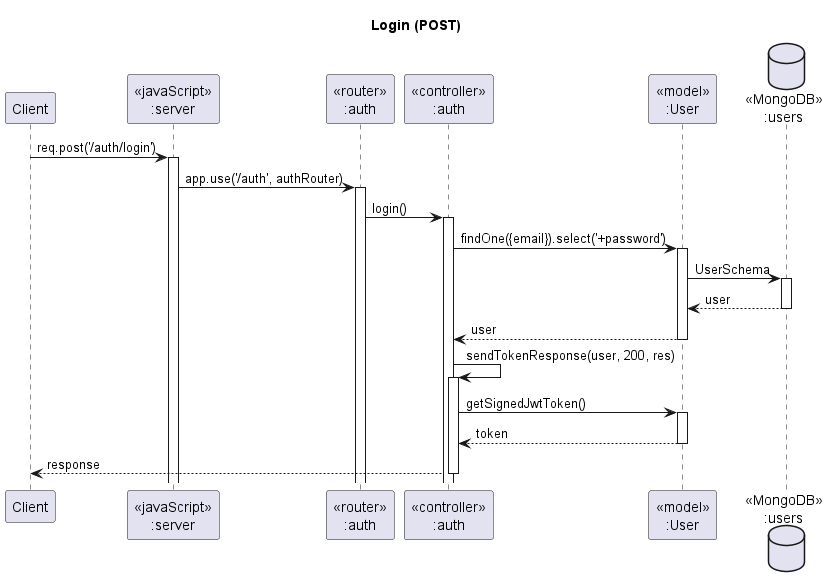 Login (POST)
Client
«javaScript»
:server
«router»
:auth
«controller»
:auth
«model»
:User
«MongoDB»
:users
req.post('/auth/login')
app.use('/auth', authRouter)
login()
findOne({email}).select('+password')
UserSchema
user
user
sendTokenResponse(user, 200, res)
getSignedJwtToken()
token
response
Client
«javaScript»
:server
«router»
:auth
«controller»
:auth
«model»
:User
«MongoDB»
:users